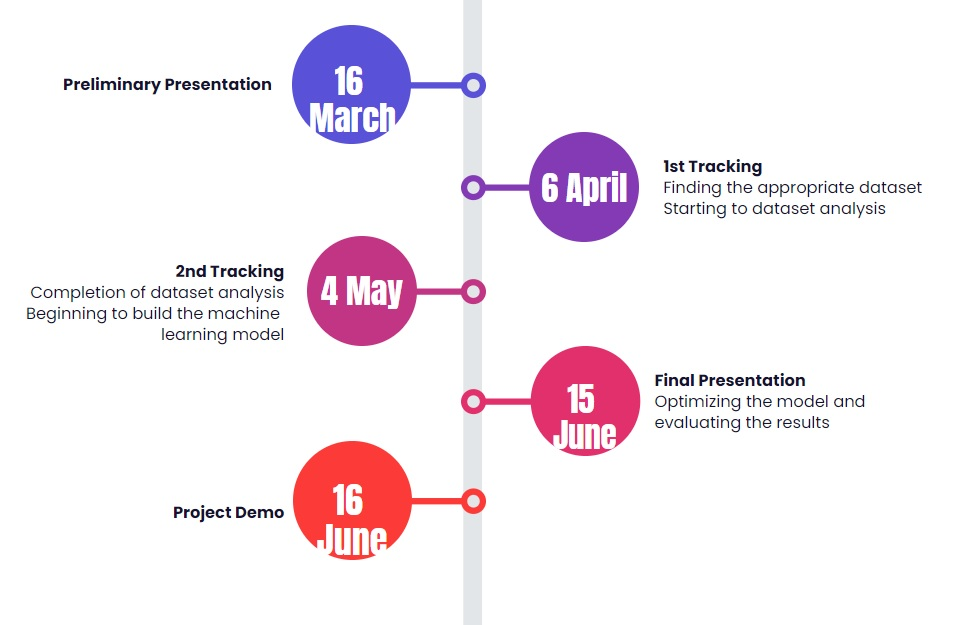 Preliminary Presentation
16
March
6 April
1st Tracking
Finding the appropriate dataset
Starting to dataset analysis
2nd Tracking
Completion of dataset analysis
Beginning to build the machine
learning model
4 May
15
June
Final Presentation
Optimizing the model and
evaluating the results
Project Demo
16
June